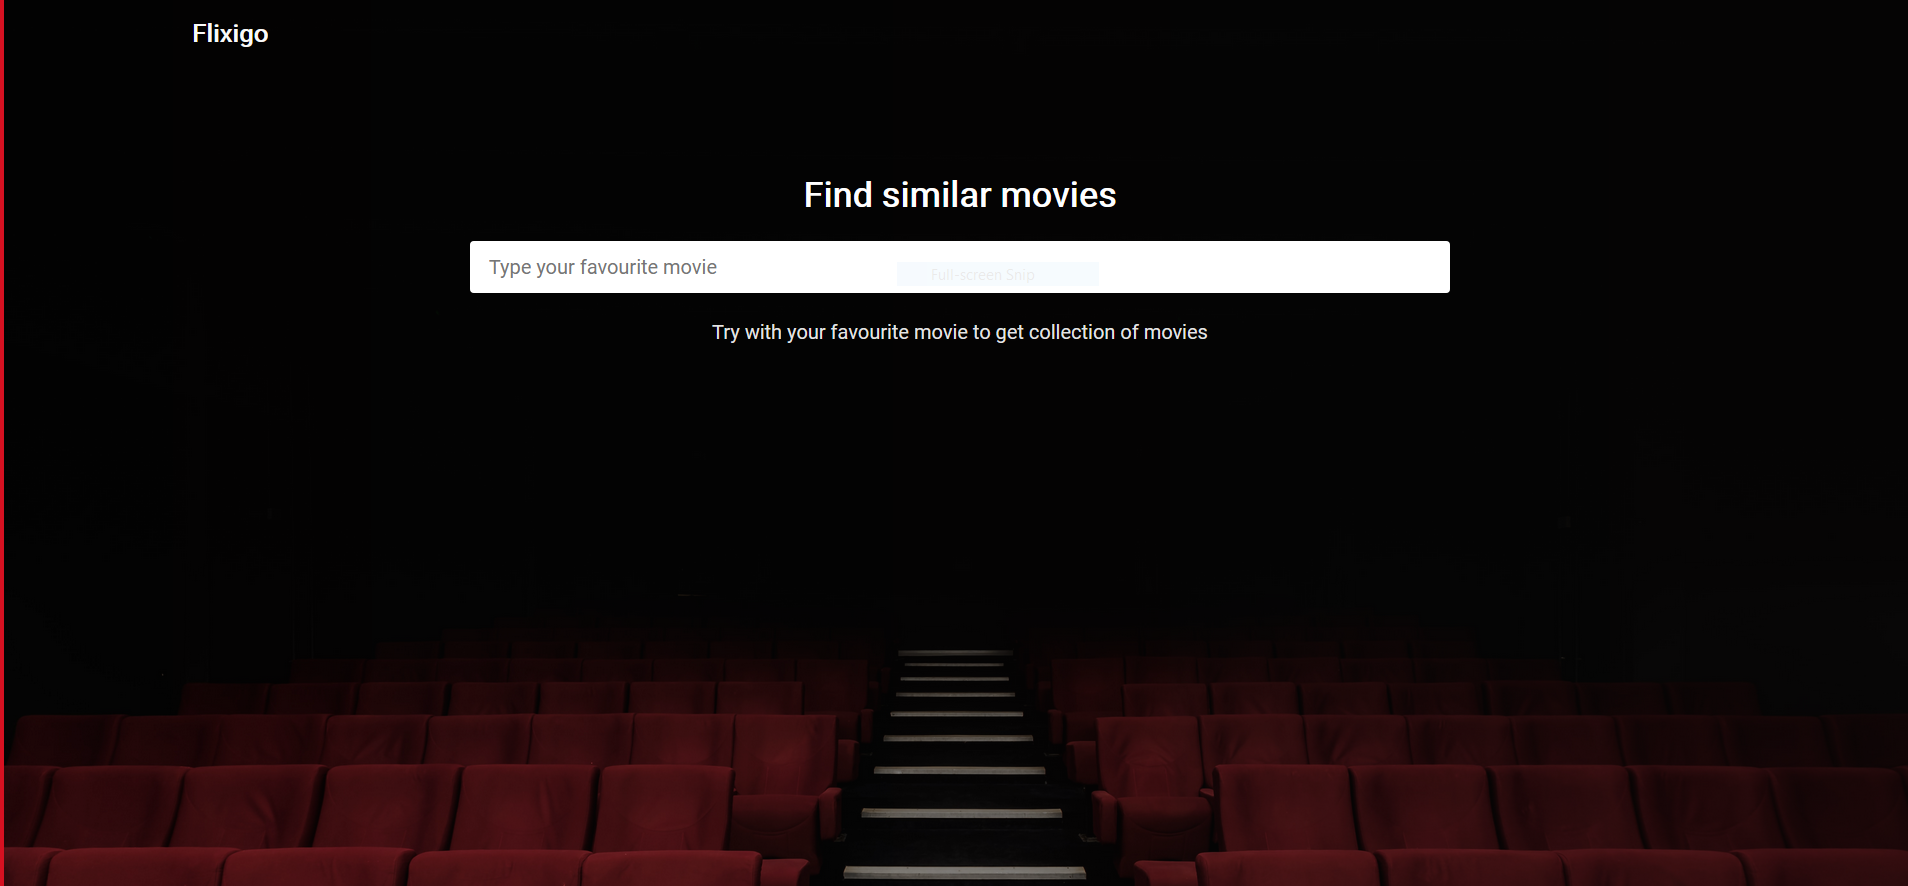 Flixigo
Find similar movies
Type your favourite movie
Full-screen Snip
Try with your favourite movie to get collection of movies